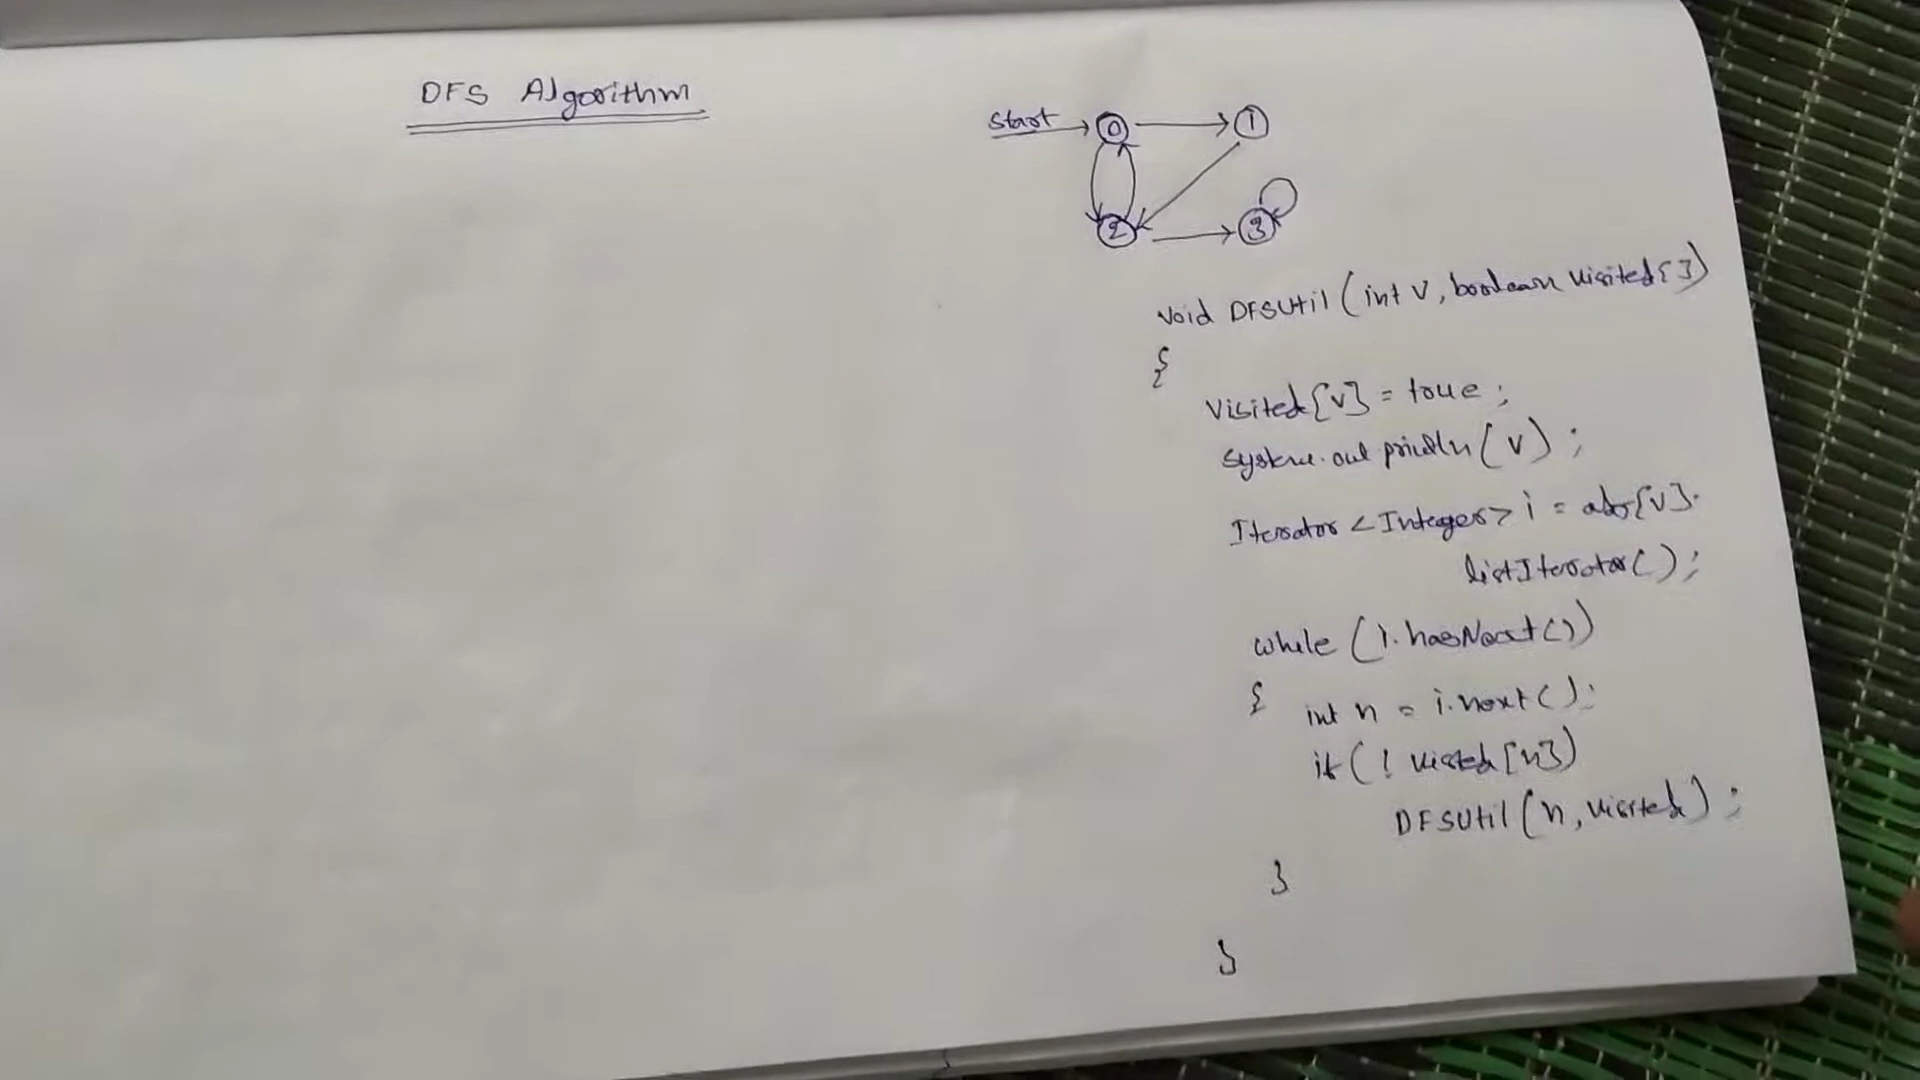 DFS Algorithm
Start
0
1
2
3
void DFSUtil (int v, boolean visited[])
{
visited[v] = true;
System.out.println(v);
Iterator <Integer> i = adj[v].
listIterator();
while (i.hasNext())
{ int n = i.next();
if (! visited[n])
DFSUtil (n, visited);
}
}